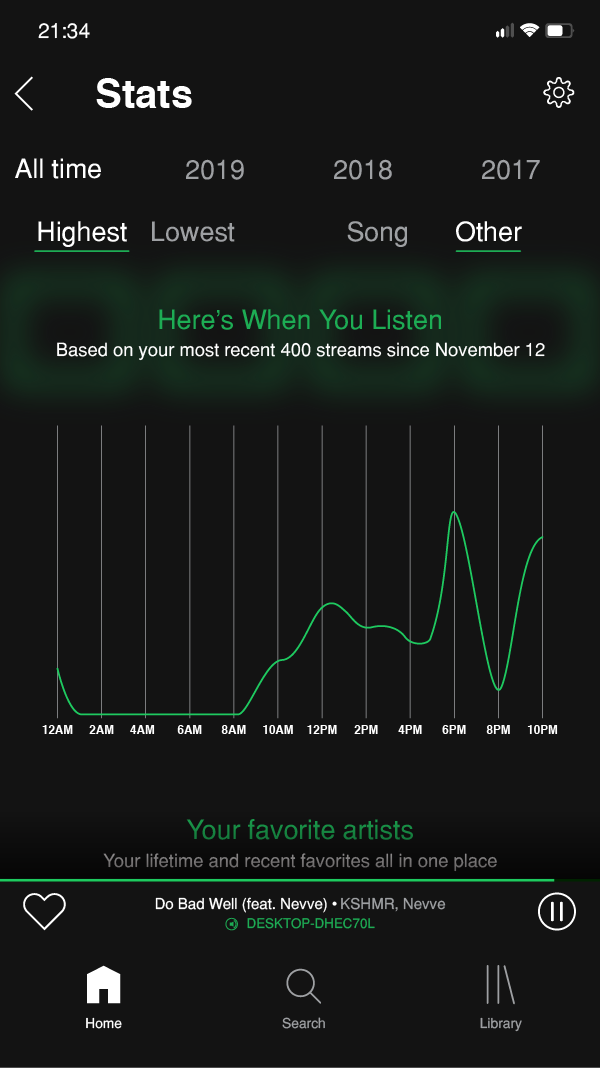 21:34
Stats
All time 2019 2018 2017
Highest Lowest Song Other
Here's When You Listen
Based on your most recent 400 streams since November 12
12AM 2AM 4AM 6AM 8AM 10AM 12PM 2PM 4PM 6PM 8PM 10PM
Your favorite artists
Your lifetime and recent favorites all in one place
Do Bad Well (feat. Nevve) • KSHMR, Nevve
DESKTOP-DHEC70L
Home Search Library